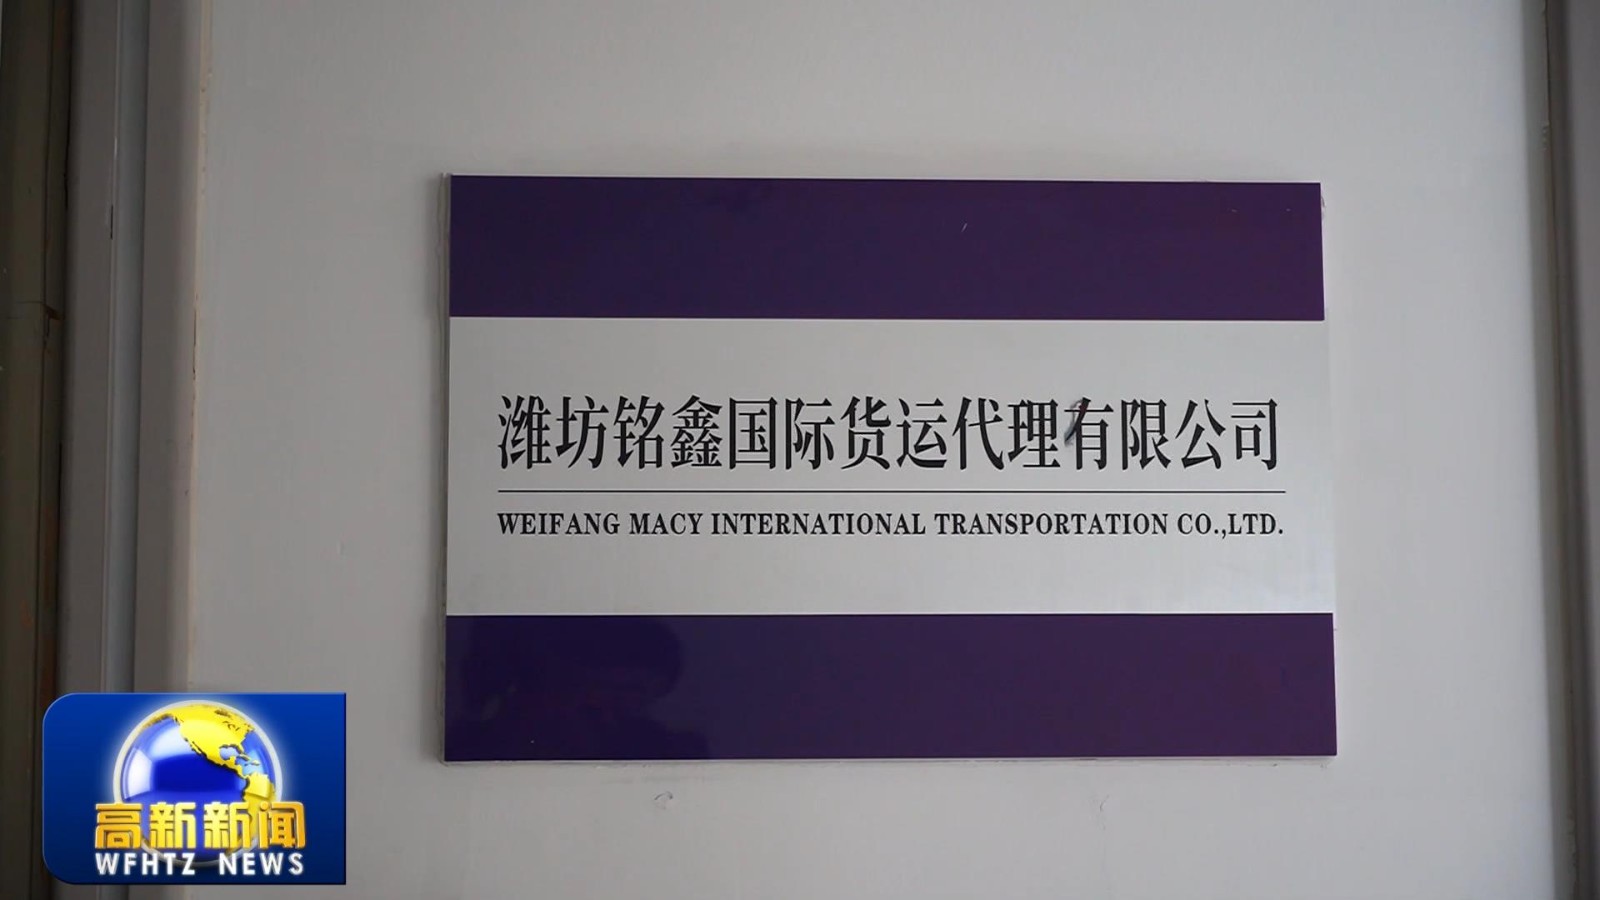 潍坊铭鑫国际货运代理有限公司
WEIFANG MACY INTERNATIONAL TRANSPORTATION CO.,LTD.
高新新闻
WFHTZ NEWS